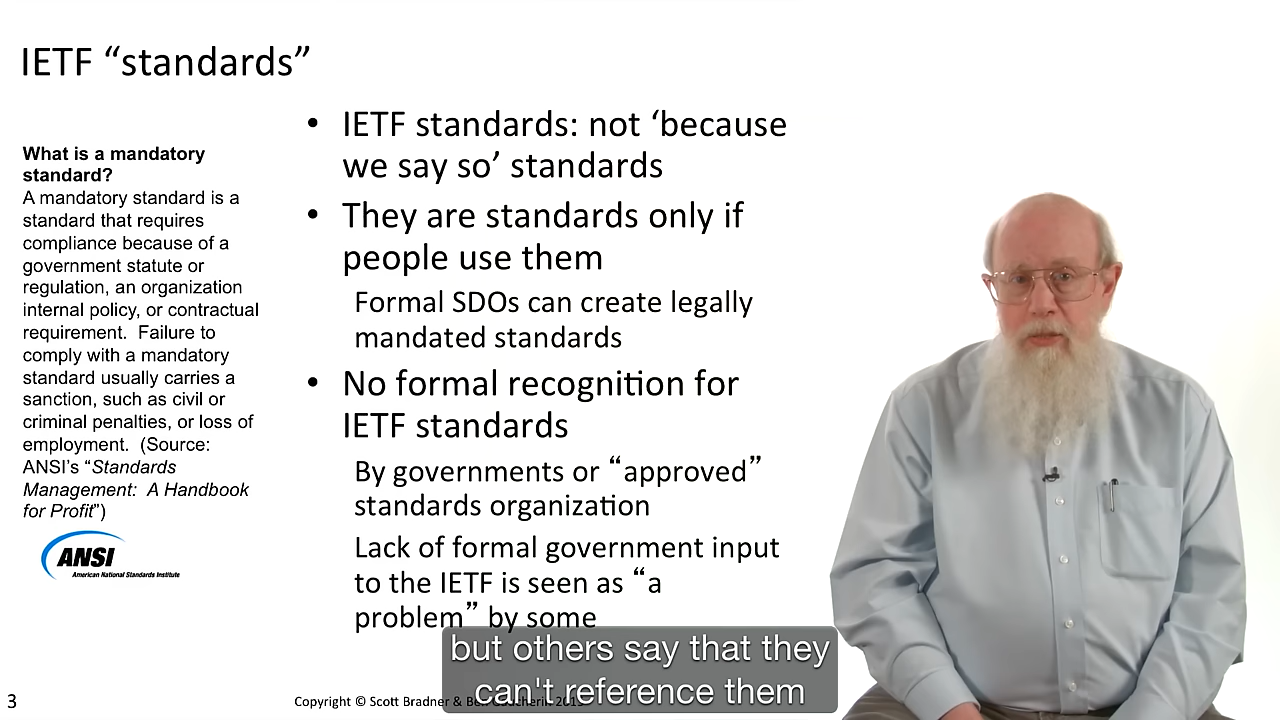 IETF “standards”
What is a mandatory
standard?
A mandatory standard is a
standard that requires
compliance because of a
government statute or
regulation, an organization
internal policy, or contractual
requirement.  Failure to
comply with a mandatory
standard usually carries a
sanction, such as civil or
criminal penalties, or loss of
employment.  (Source:
ANSI’s “Standards
Management:  A Handbook
for Profit”)
ANSI
American National Standards Institute
• IETF standards: not ‘because
we say so’ standards
• They are standards only if
people use them
Formal SDOs can create legally
mandated standards
• No formal recognition for
IETF standards
By governments or “approved”
standards organization
Lack of formal government input
to the IETF is seen as “a
problem” by some
but others say that they
can't reference them
3
Copyright © Scott Bradner &